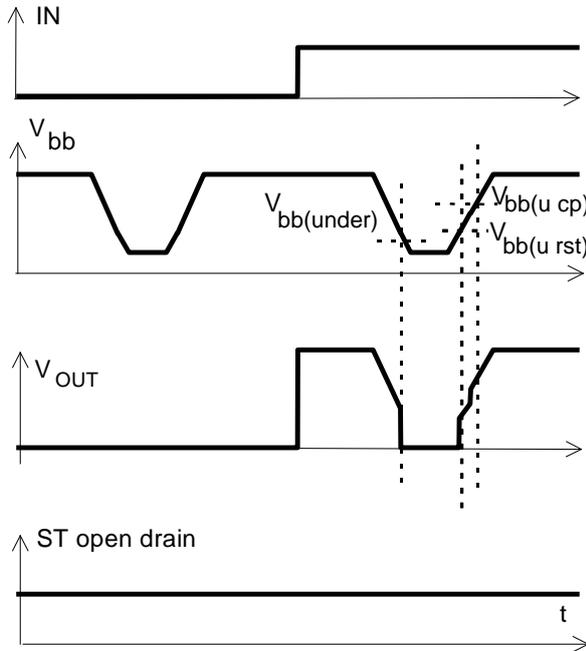 IN
V bb
V bb(under)
V bb(u cp)
V bb(u rst)
V OUT
ST open drain
t